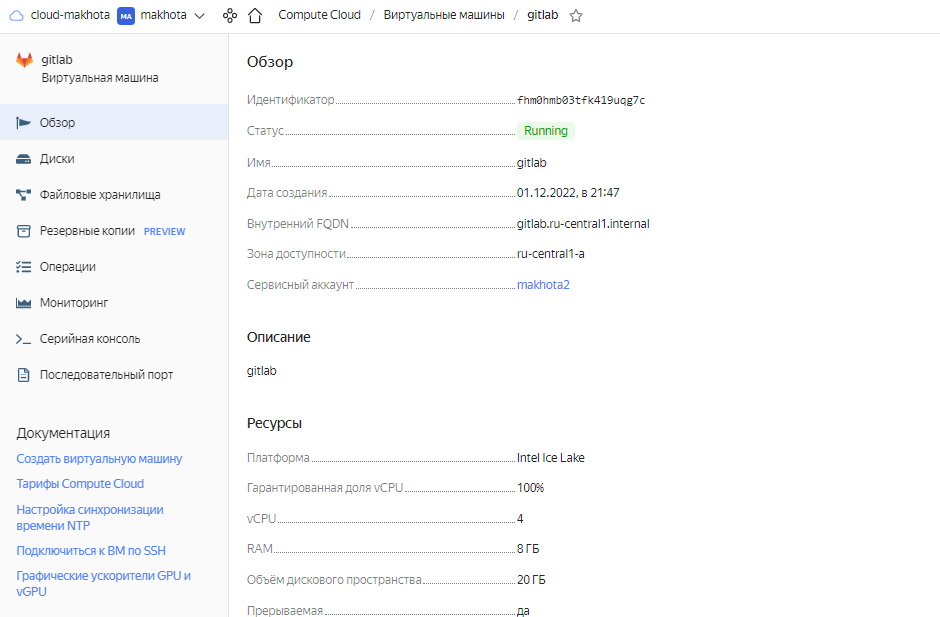 cloud-makhota MA makhota Compute Cloud / Виртуальные машины / gitlab
gitlab
Виртуальная машина
Обзор
Диски
Файловые хранилища
Резервные копии PREVIEW
Операции
Мониторинг
Серийная консоль
Последовательный порт
Документация
Создать виртуальную машину
Тарифы Compute Cloud
Настройка синхронизации
времени NTP
Подключиться к ВМ по SSH
Графические ускорители GPU и
vGPU
Обзор
Идентификатор fhm0hmb03tfk419uqg7c
Статус Running
Имя gitlab
Дата создания 01.12.2022, в 21:47
Внутренний FQDN gitlab.ru-central1.internal
Зона доступности ru-central1-a
Сервисный аккаунт makhota2
Описание
gitlab
Ресурсы
Платформа Intel Ice Lake
Гарантированная доля vCPU 100%
vCPU 4
RAM 8 ГБ
Объём дискового пространства 20 ГБ
Прерываемая да